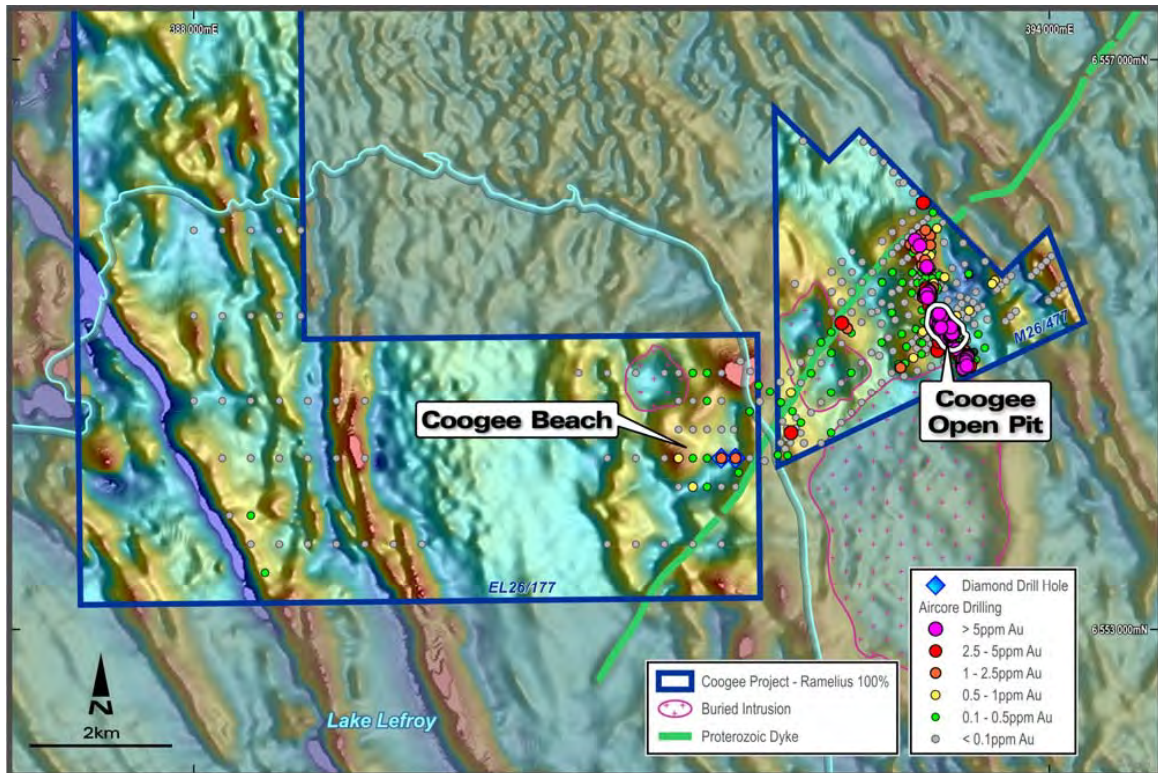 388 000mE
394 000mE
6 557 000mN
M26/477
Coogee Beach
Coogee
Open Pit
EL26/177
6 553 000mN
N
2km
Lake Lefroy
Coogee Project - Ramelius 100%
Buried Intrusion
Proterozoic Dyke
Diamond Drill Hole
Aircore Drilling
> 5ppm Au
2.5 - 5ppm Au
1 - 2.5ppm Au
0.5 - 1ppm Au
0.1 - 0.5ppm Au
< 0.1ppm Au